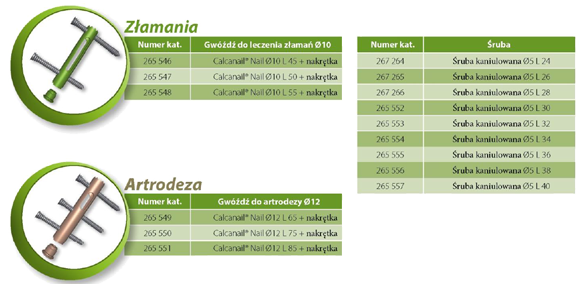 Złamania
Numer kat. Gwóźdź do leczenia złamań Ø10
265 546 Calcanail® Nail Ø10 L 45 + nakrętka
265 547 Calcanail® Nail Ø10 L 50 + nakrętka
265 548 Calcanail® Nail Ø10 L 55 + nakrętka
Artrodeza
Numer kat. Gwóźdź do artrodezy Ø12
265 549 Calcanail® Nail Ø12 L 65 + nakrętka
265 550 Calcanail® Nail Ø12 L 75 + nakrętka
265 551 Calcanail® Nail Ø12 L 85 + nakrętka
Numer kat. Śruba
267 264 Śruba kaniulowana Ø5 L 24
267 265 Śruba kaniulowana Ø5 L 26
267 266 Śruba kaniulowana Ø5 L 28
265 552 Śruba kaniulowana Ø5 L 30
265 553 Śruba kaniulowana Ø5 L 32
265 554 Śruba kaniulowana Ø5 L 34
265 555 Śruba kaniulowana Ø5 L 36
265 556 Śruba kaniulowana Ø5 L 38
265 557 Śruba kaniulowana Ø5 L 40